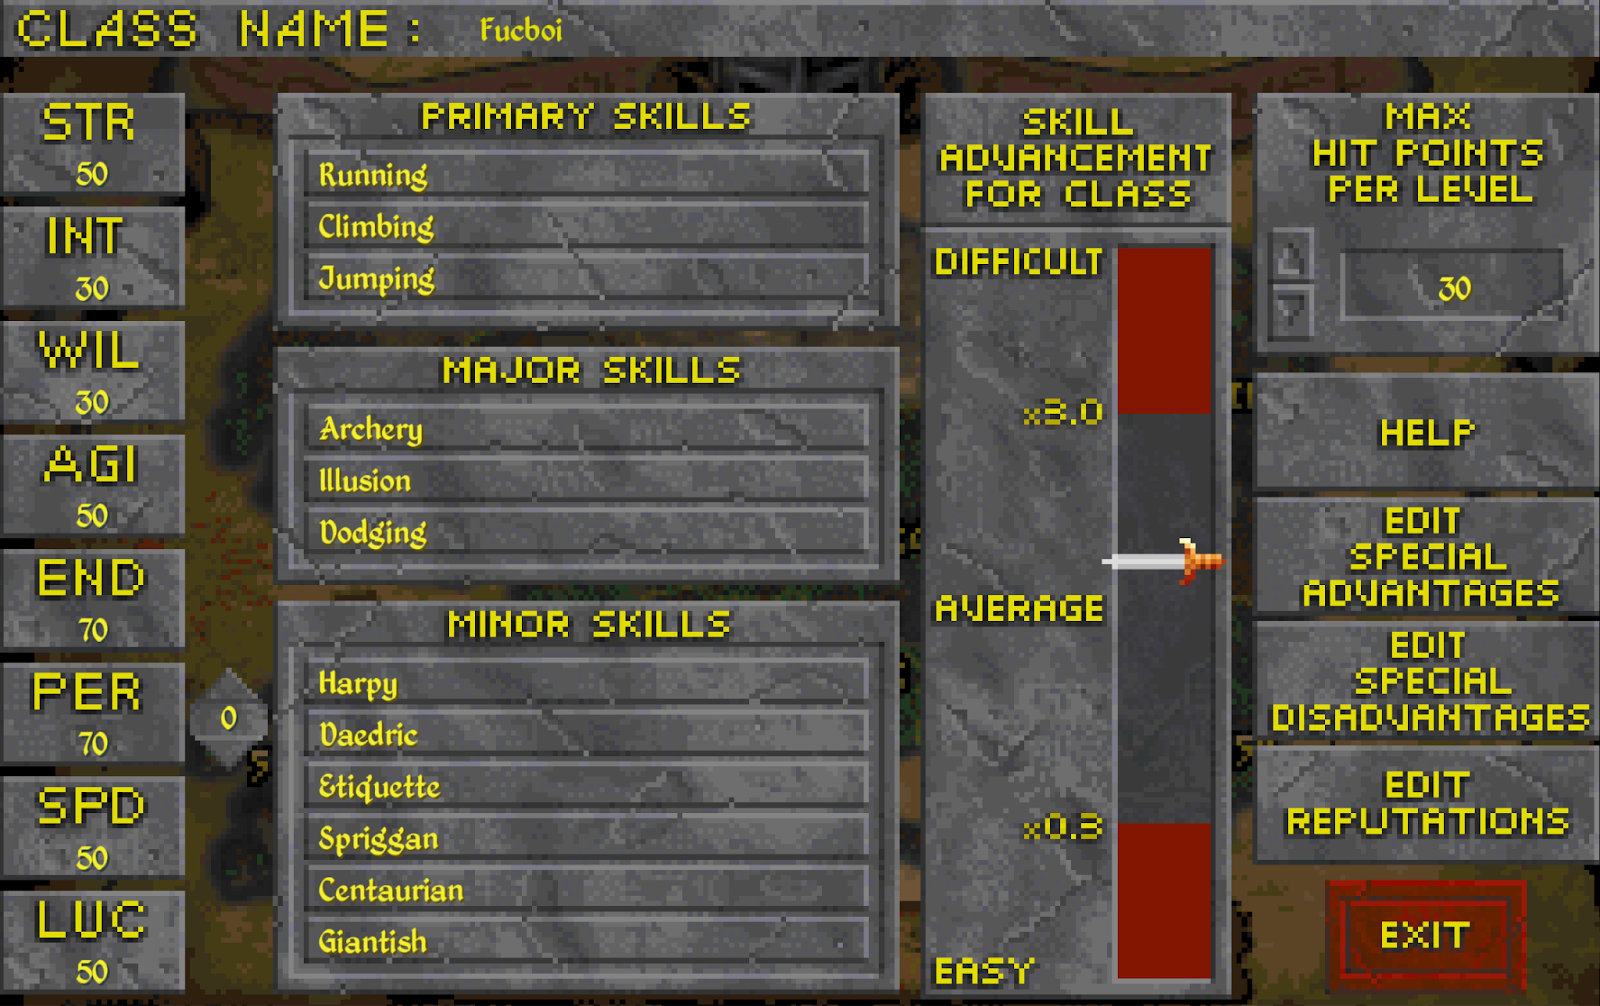 CLASS NAME: Fucboi
STR
50
INT
30
WIL
30
AGI
50
END
70
PER
70
0
SPD
50
LUC
50
PRIMARY SKILLS
Running
Climbing
Jumping
MAJOR SKILLS
Archery
Illusion
Dodging
MINOR SKILLS
Harpy
Daedric
Etiquette
Spriggan
Centaurian
Giantish
SKILL
ADVANCEMENT
FOR CLASS
DIFFICULT
x3.0
AVERAGE
x0.3
EASY
MAX
HIT POINTS
PER LEVEL
30
HELP
EDIT
SPECIAL
ADVANTAGES
EDIT
SPECIAL
DISADVANTAGES
EDIT
REPUTATIONS
EXIT